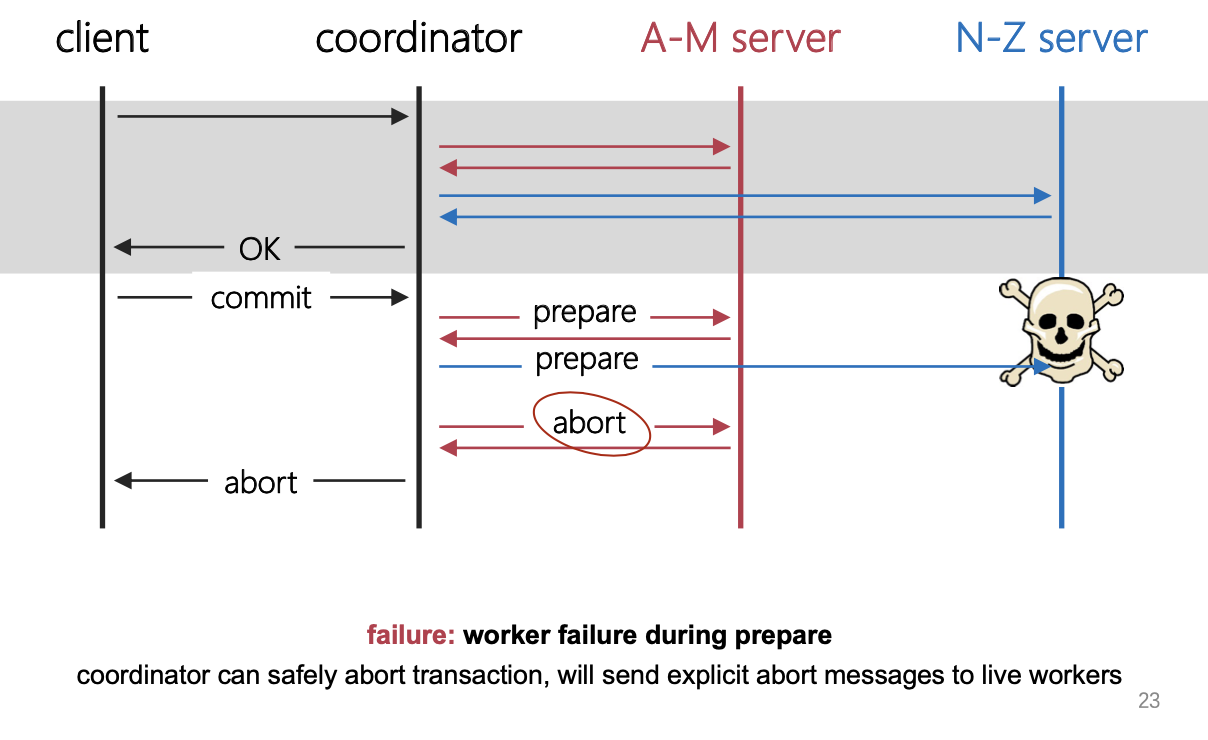 client coordinator A-M server N-Z server
OK
commit
prepare
prepare
abort
abort
failure: worker failure during prepare
coordinator can safely abort transaction, will send explicit abort messages to live workers
23